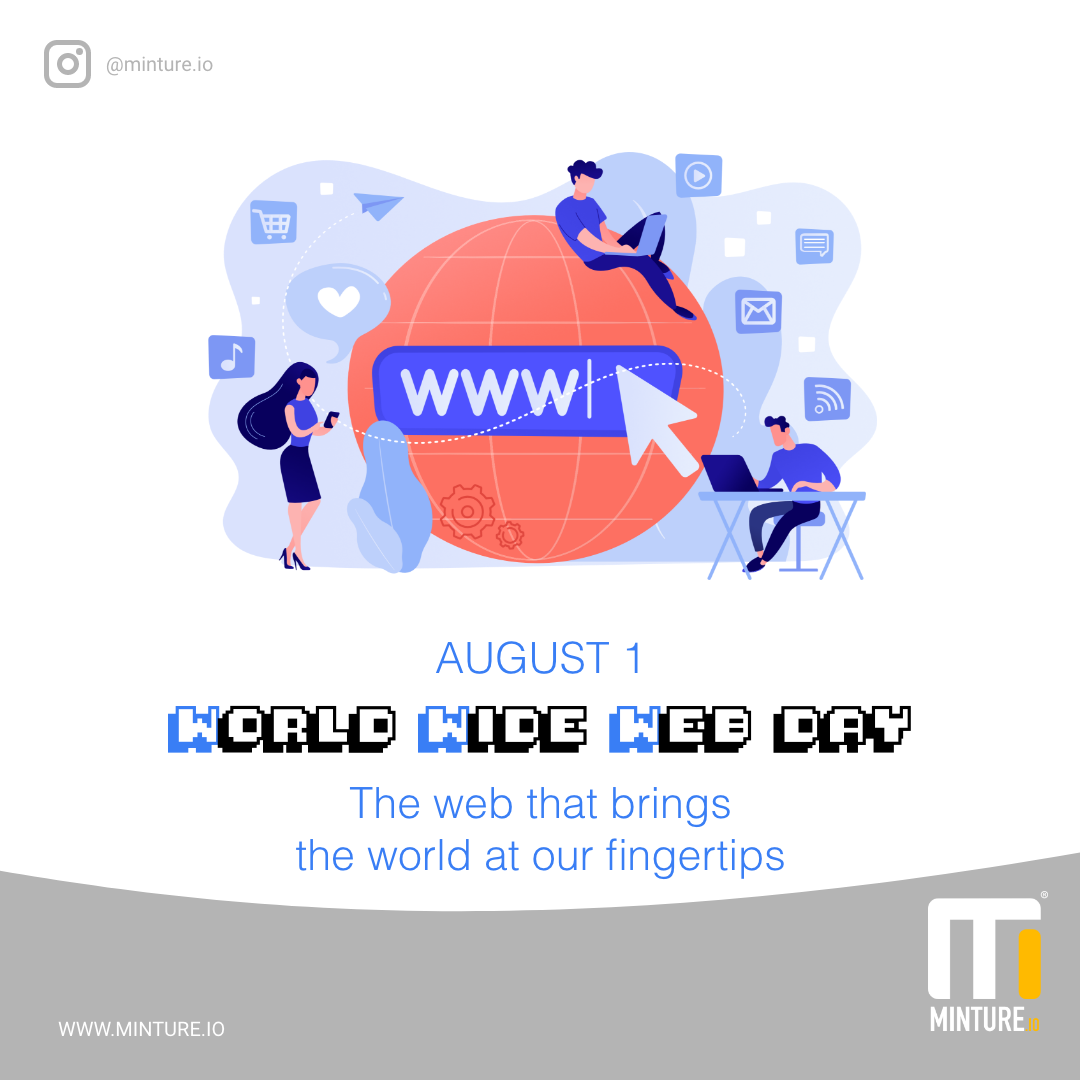 @minture.io
WWW
AUGUST 1
WORLD WIDE WEB DAY
The web that brings
the world at our fingertips
®
MINTURE.io
WWW.MINTURE.IO